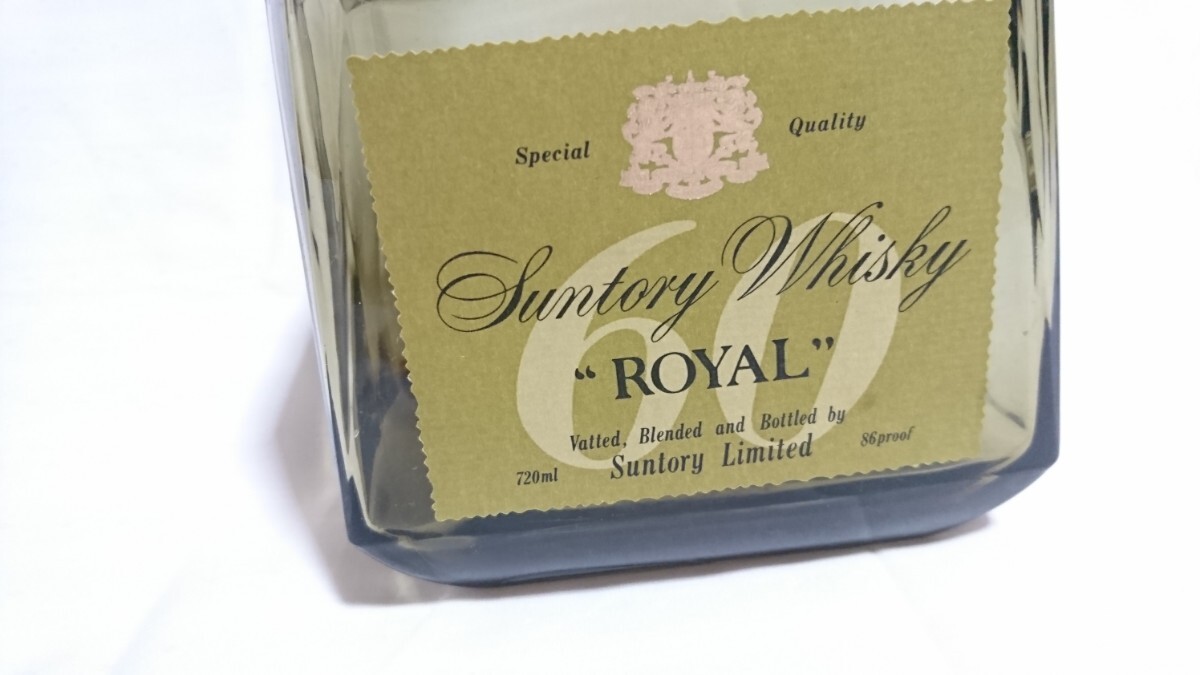 Special Quality
60
Suntory Whisky
“ROYAL”
Vatted, Blended and Bottled by
720ml Suntory Limited 86proof